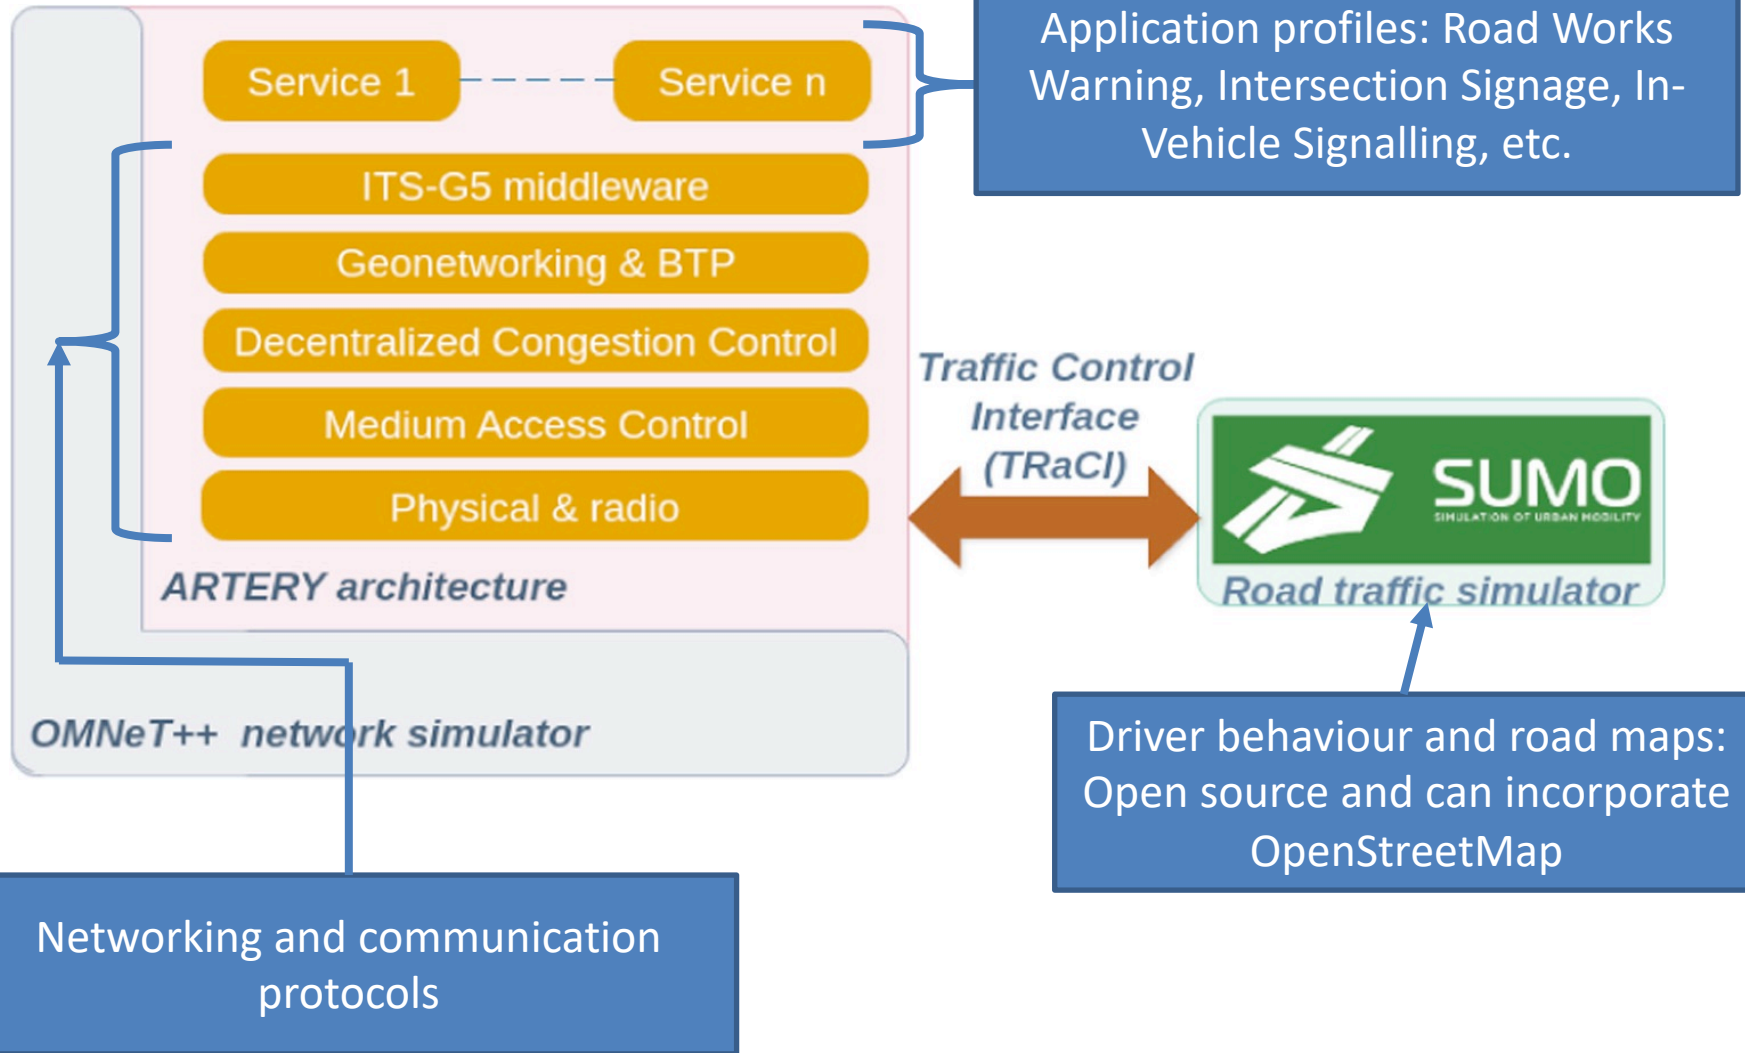 Service 1
Service n
Application profiles: Road Works
Warning, Intersection Signage, In-
Vehicle Signalling, etc.
ITS-G5 middleware
Geonetworking & BTP
Decentralized Congestion Control
Medium Access Control
Physical & radio
ARTERY architecture
OMNeT++ network simulator
Traffic Control
Interface
(TRaCI)
SUMO
SIMULATION OF URBAN MOBILITY
Road traffic simulator
Driver behaviour and road maps:
Open source and can incorporate
OpenStreetMap
Networking and communication
protocols